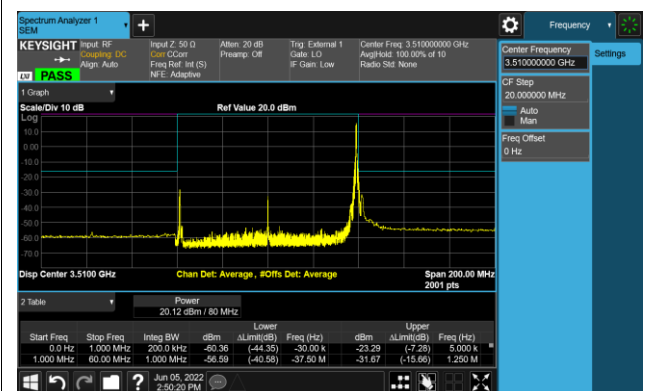 Spectrum Analyzer 1
SEM
+
Frequency
KEYSIGHT
Input: RF
Coupling: DC
Align: Auto
Input Z: 50 Ω
Corr CCorr
Freq Ref: Int (S)
NFE: Adaptive
Atten: 20 dB
Preamp: Off
Trig: External 1
Gate: LO
IF Gain: Low
Center Freq: 3.510000000 GHz
Avg|Hold: 100.00% of 10
Radio Std: None
LXI PASS
Center Frequency
3.510000000 GHz
Settings
CF Step
20.000000 MHz
Auto
Man
Freq Offset
0 Hz
1 Graph
Scale/Div 10 dB
Ref Value 20.0 dBm
Log
10.0
0.00
-10.0
-20.0
-30.0
-40.0
-50.0
-60.0
-70.0
Disp Center 3.5100 GHz
Chan Det: Average, #Offs Det: Average
Span 200.00 MHz
2001 pts
2 Table
Power
20.12 dBm / 80 MHz
Lower Upper
Start Freq Stop Freq Integ BW dBm ΔLimit(dB) Freq (Hz) dBm ΔLimit(dB) Freq (Hz)
0.0 Hz 1.000 MHz 200.0 kHz -60.36 (-44.35) -30.00 k -23.29 (-7.28) 5.000 k
1.000 MHz 60.00 MHz 1.000 MHz -56.59 (-40.58) -37.50 M -31.67 (-15.66) 1.250 M
?
Jun 05, 2022
2:50:20 PM